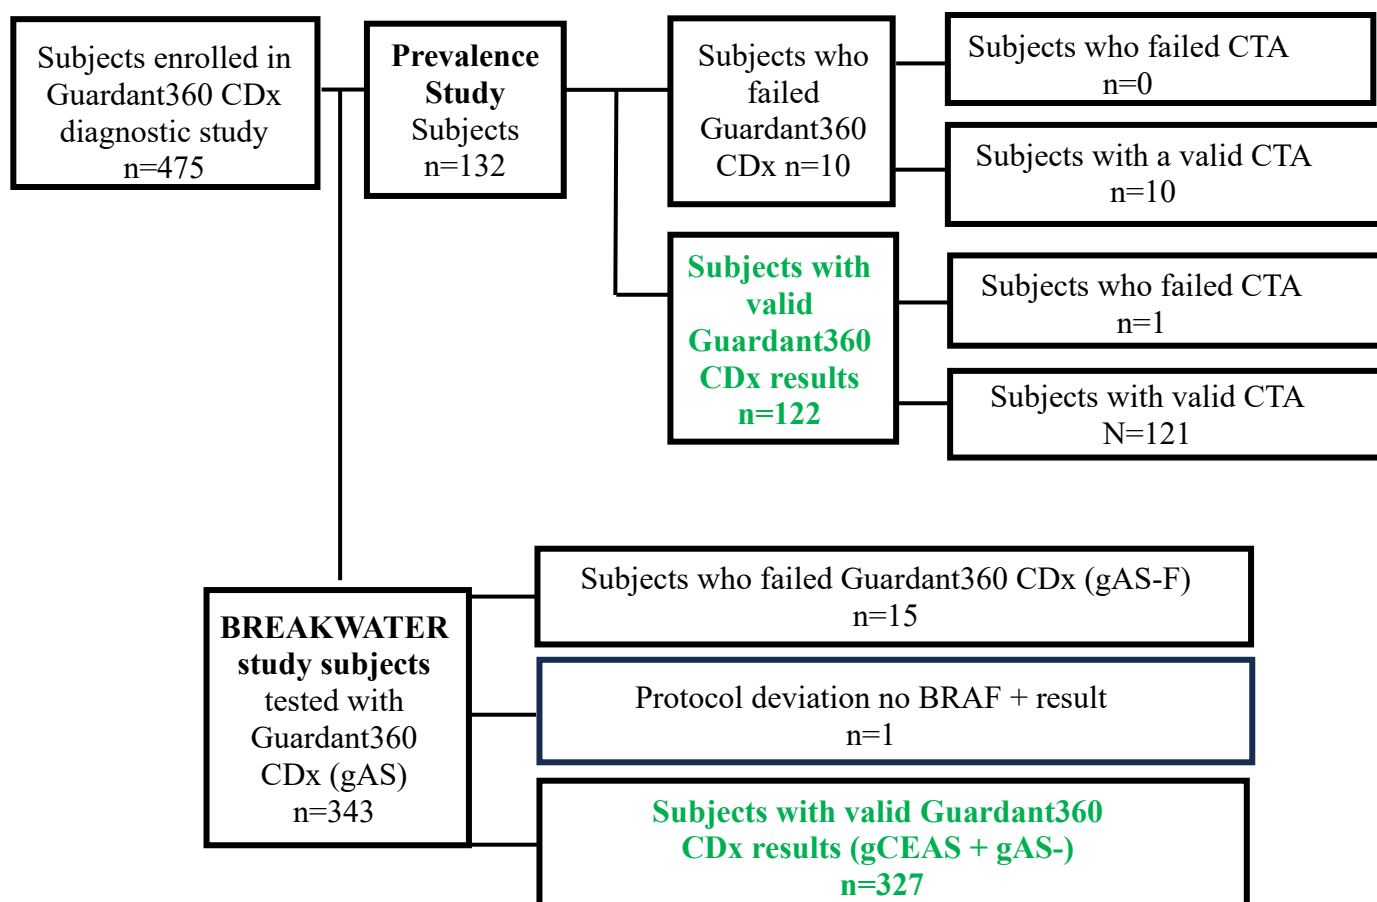 Subjects enrolled in
Guardant360 CDx
diagnostic study
n=475
Prevalence
Study
Subjects
n=132
Subjects who
failed
Guardant360
CDx n=10
Subjects who failed CTA
n=0
Subjects with a valid CTA
n=10
Subjects with
valid
Guardant360
CDx results
n=122
Subjects who failed CTA
n=1
Subjects with valid CTA
N=121
BREAKWATER
study subjects
tested with
Guardant360
CDx (gAS)
n=343
Subjects who failed Guardant360 CDx (gAS-F)
n=15
Protocol deviation no BRAF + result
n=1
Subjects with valid Guardant360
CDx results (gCEAS + gAS-)
n=327